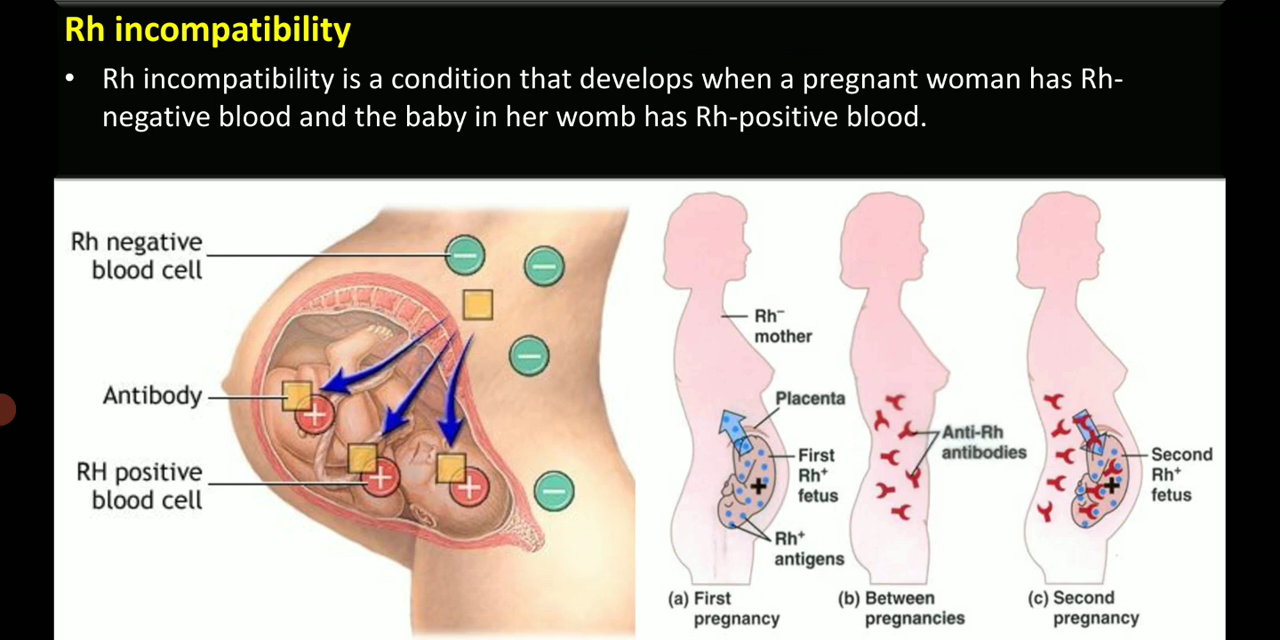 Rh incompatibility
• Rh incompatibility is a condition that develops when a pregnant woman has Rh-
negative blood and the baby in her womb has Rh-positive blood.
Rh negative
blood cell
Antibody
RH positive
blood cell
Rh⁻
mother
Placenta
First
Rh⁺
fetus
Rh⁺
antigens
(a) First
pregnancy
Anti-Rh
antibodies
(b) Between
pregnancies
Second
Rh⁺
fetus
(c) Second
pregnancy